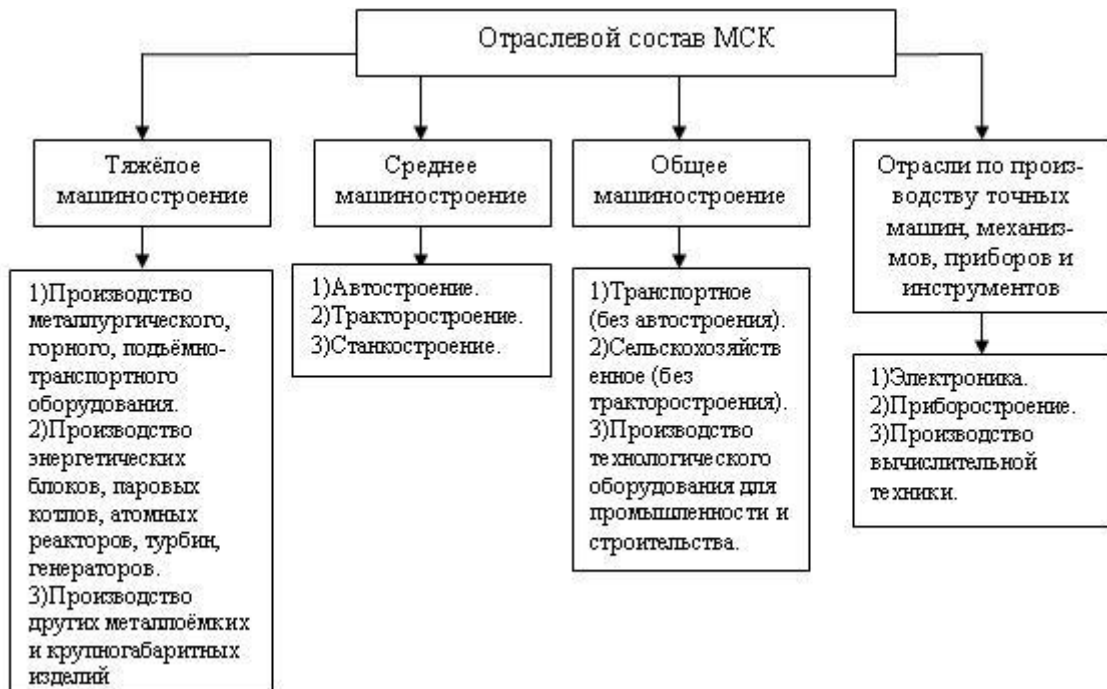 Отраслевой состав МСК
Тяжёлое
машиностроение
Среднее
машиностроение
Общее
машиностроение
Отрасли по произ-
водству точных
машин, механиз-
мов, приборов и
инструментов
1)Производство
металлургического,
горного, подъёмно-
транспортного
оборудования.
2)Производство
энергетических
блоков, паровых
котлов, атомных
реакторов, турбин,
генераторов.
3)Производство
других металлоёмких
и крупногабаритных
изделий
1)Автостроение.
2)Тракторостроение.
3)Станкостроение.
1)Транспортное
(без автостроения).
2)Сельскохозяйств
енное (без
тракторостроения).
3)Производство
технологического
оборудования для
промышленности и
строительства.
1)Электроника.
2)Приборостроение.
3)Производство
вычислительной
техники.